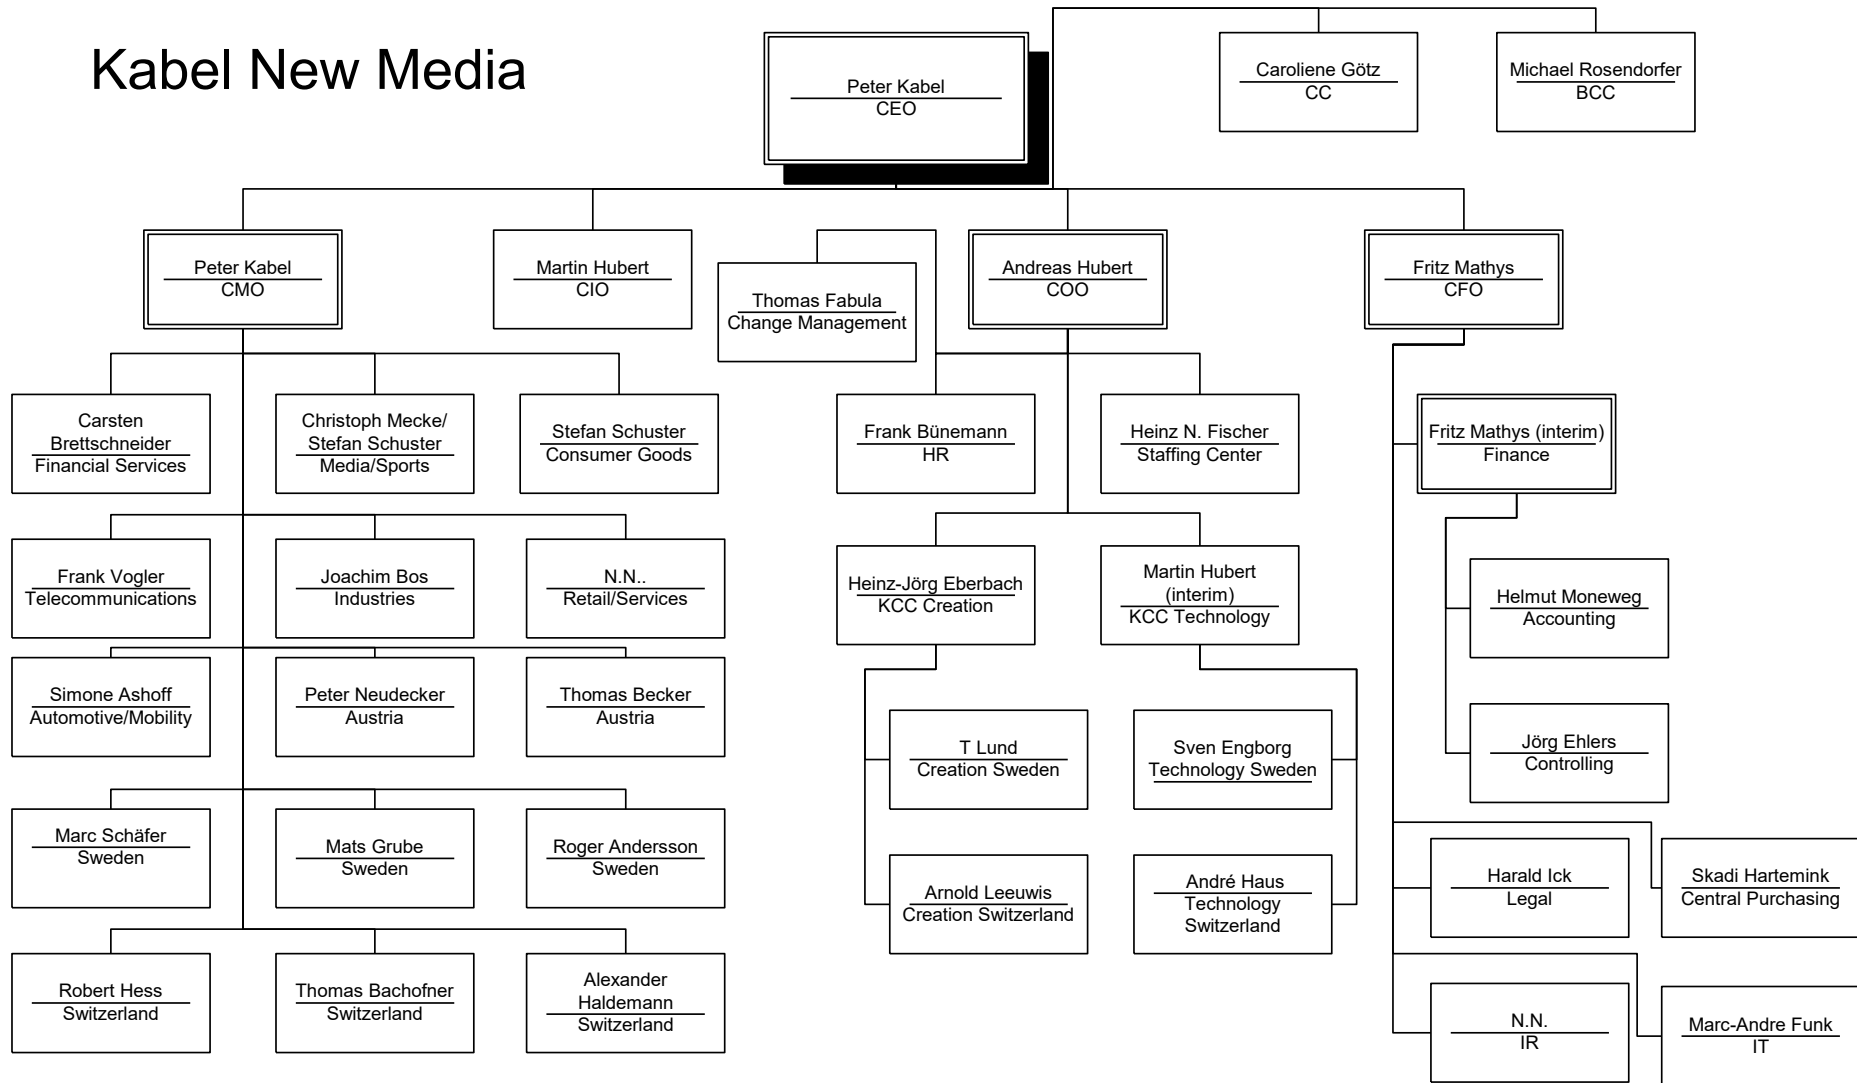 Kabel New Media
Peter Kabel
CEO
Caroliene Götz
CC
Michael Rosendorfer
BCC
Peter Kabel
CMO
Martin Hubert
CIO
Thomas Fabula
Change Management
Andreas Hubert
COO
Fritz Mathys
CFO
Carsten
Brettschneider
Financial Services
Christoph Mecke/
Stefan Schuster
Media/Sports
Stefan Schuster
Consumer Goods
Frank Bünemann
HR
Heinz N. Fischer
Staffing Center
Fritz Mathys (interim)
Finance
Frank Vogler
Telecommunications
Joachim Bos
Industries
N.N..
Retail/Services
Heinz-Jörg Eberbach
KCC Creation
Martin Hubert
(interim)
KCC Technology
Helmut Moneweg
Accounting
Simone Ashoff
Automotive/Mobility
Peter Neudecker
Austria
Thomas Becker
Austria
T Lund
Creation Sweden
Sven Engborg
Technology Sweden
Jörg Ehlers
Controlling
Marc Schäfer
Sweden
Mats Grube
Sweden
Roger Andersson
Sweden
Arnold Leeuwis
Creation Switzerland
André Haus
Technology
Switzerland
Harald Ick
Legal
Skadi Hartemink
Central Purchasing
Robert Hess
Switzerland
Thomas Bachofner
Switzerland
Alexander
Haldemann
Switzerland
N.N.
IR
Marc-Andre Funk
IT